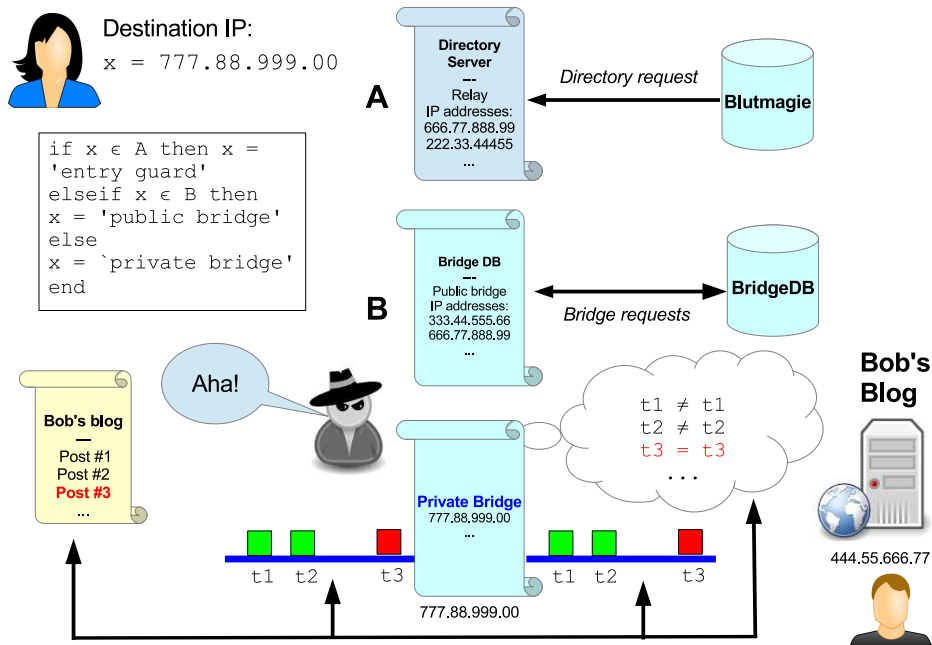 Destination IP:
x = 777.88.999.00
if x ϵ A then x =
'entry guard'
elseif x ϵ B then
x = 'public bridge'
else
x = `private bridge'
end
A
Directory
Server
---
Relay
IP addresses:
666.77.888.99
222.33.44455
...
Directory request
Blutmagie
B
Bridge DB
---
Public bridge
IP addresses:
333.44.555.66
666.77.888.99
...
Bridge requests
BridgeDB
Aha!
Bob's blog
---
Post #1
Post #2
Post #3
...
Private Bridge
777.88.999.00
...
777.88.999.00
t1 ≠ t1
t2 ≠ t2
t3 = t3
...
Bob's
Blog
444.55.666.77
t1 t2 t3
t1 t2 t3